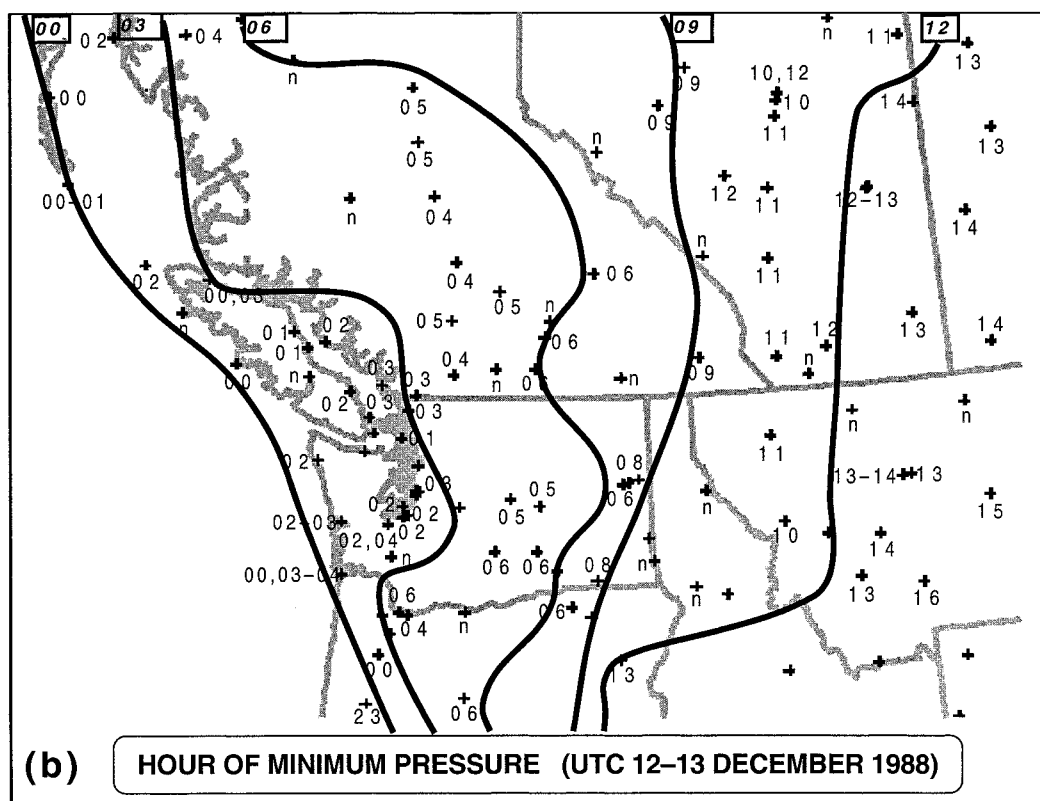 00 03 06 09 12
02 04 n 11
n 09 13
00 05 10,12
09 10 14
11 13
05 n
00-01 12 12-13
n 04 11
14
n
02 04 11
00,03 06
05
n 05 n 13
01 02 12 14
01 06
00 03 04 11 n
n 03 n 0 n 09
02 03 03
n
01 11
02 08 13-14 13
03 05 06
02 05 n 15
02-03 02 10
02,04 02 14
n 06 06 n
00,03-04 08 13
06 n 16
04 n 06
00 13
23 06
(b) HOUR OF MINIMUM PRESSURE (UTC 12–13 DECEMBER 1988)